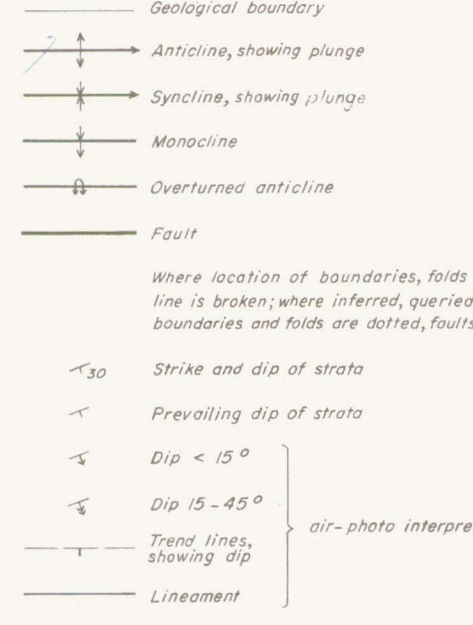 Geological boundary
Anticline, showing plunge
Syncline, showing plunge
Monocline
Overturned anticline
Fault
Where location of boundaries, folds
line is broken; where inferred, queried
boundaries and folds are dotted, faults
30 Strike and dip of strata
Prevailing dip of strata
Dip < 15°
Dip 15 - 45°
air-photo interpre
Trend lines,
showing dip
Lineament